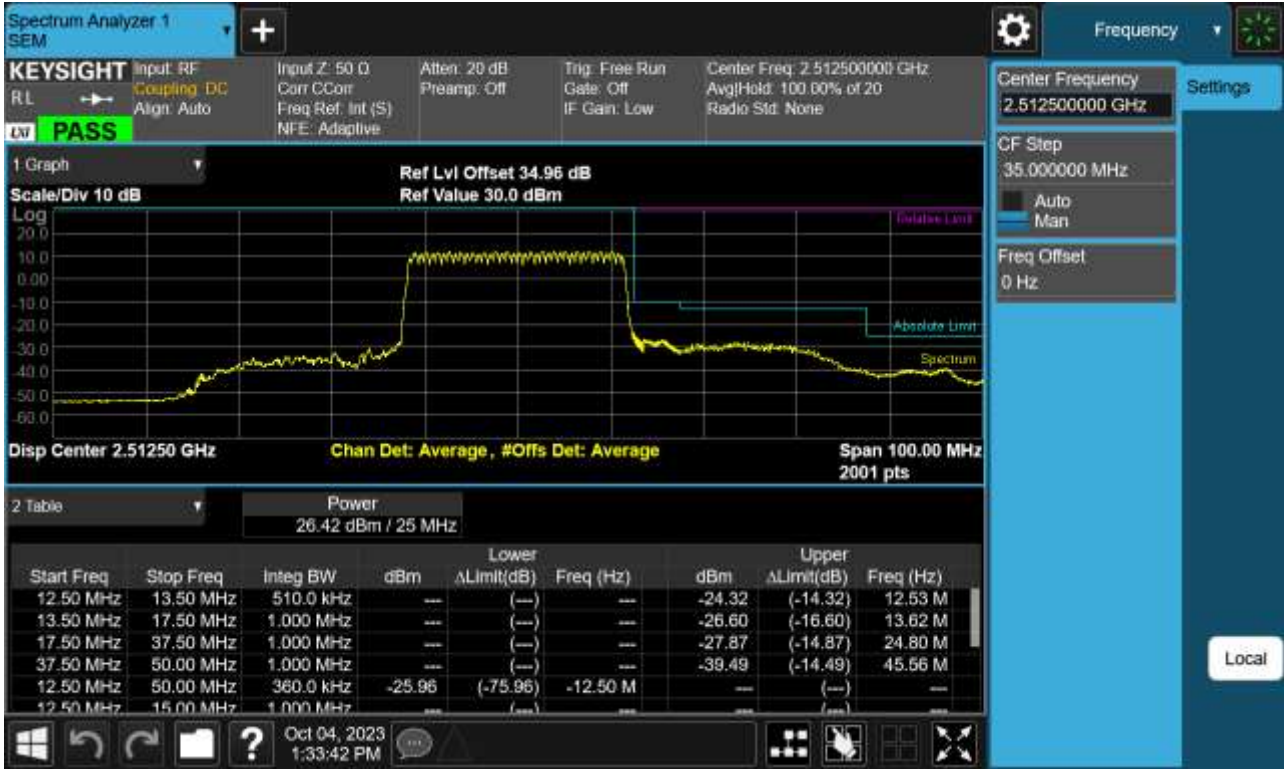 Spectrum Analyzer 1
SEM
+
Frequency
KEYSIGHT
RL
LXI
PASS
Input: RF
Coupling: DC
Align: Auto
Input Z: 50 Ω
Corr CCorr
Freq Ref: Int (S)
NFE: Adaptive
Atten: 20 dB
Preamp: Off
Trig: Free Run
Gate: Off
IF Gain: Low
Center Freq: 2.512500000 GHz
Avg|Hold: 100.00% of 20
Radio Std: None
Center Frequency
2.512500000 GHz
Settings
CF Step
35.000000 MHz
Auto
Man
Freq Offset
0 Hz
Local
1 Graph
Scale/Div 10 dB
Ref Lvl Offset 34.96 dB
Ref Value 30.0 dBm
Log
20.0
10.0
0.00
-10.0
-20.0
-30.0
-40.0
-50.0
-60.0
Relative Limit
Absolute Limit
Spectrum
Disp Center 2.51250 GHz
Chan Det: Average, #Offs Det: Average
Span 100.00 MHz
2001 pts
2 Table
Power
26.42 dBm / 25 MHz
Lower Upper
Start Freq Stop Freq Integ BW dBm ΔLimit(dB) Freq (Hz) dBm ΔLimit(dB) Freq (Hz)
12.50 MHz 13.50 MHz 510.0 kHz --- (---) --- -24.32 (-14.32) 12.53 M
13.50 MHz 17.50 MHz 1.000 MHz --- (---) --- -26.60 (-16.60) 13.62 M
17.50 MHz 37.50 MHz 1.000 MHz --- (---) --- -27.87 (-14.87) 24.80 M
37.50 MHz 50.00 MHz 1.000 MHz --- (---) --- -39.49 (-14.49) 45.56 M
12.50 MHz 50.00 MHz 360.0 kHz -25.96 (-75.96) -12.50 M --- (---) ---
12.50 MHz 15.00 MHz 1.000 MHz --- (---) --- --- (---) ---
?
Oct 04, 2023
1:33:42 PM